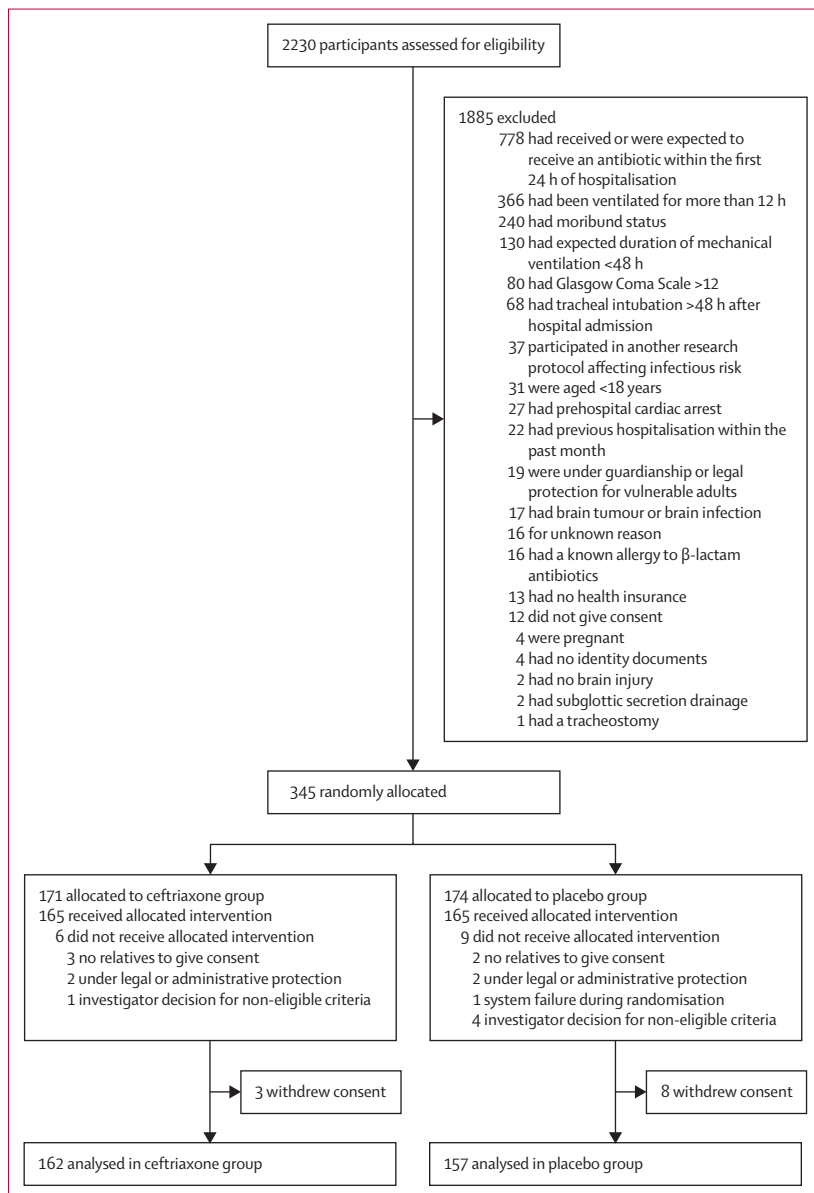 2230 participants assessed for eligibility
1885 excluded
778 had received or were expected to
receive an antibiotic within the first
24 h of hospitalisation
366 had been ventilated for more than 12 h
240 had moribund status
130 had expected duration of mechanical
ventilation <48 h
80 had Glasgow Coma Scale >12
68 had tracheal intubation >48 h after
hospital admission
37 participated in another research
protocol affecting infectious risk
31 were aged <18 years
27 had prehospital cardiac arrest
22 had previous hospitalisation within the
past month
19 were under guardianship or legal
protection for vulnerable adults
17 had brain tumour or brain infection
16 for unknown reason
16 had a known allergy to β-lactam
antibiotics
13 had no health insurance
12 did not give consent
4 were pregnant
4 had no identity documents
2 had no brain injury
2 had subglottic secretion drainage
1 had a tracheostomy
345 randomly allocated
171 allocated to ceftriaxone group
165 received allocated intervention
6 did not receive allocated intervention
3 no relatives to give consent
2 under legal or administrative protection
1 investigator decision for non-eligible criteria
174 allocated to placebo group
165 received allocated intervention
9 did not receive allocated intervention
2 no relatives to give consent
2 under legal or administrative protection
1 system failure during randomisation
4 investigator decision for non-eligible criteria
3 withdrew consent
8 withdrew consent
162 analysed in ceftriaxone group
157 analysed in placebo group